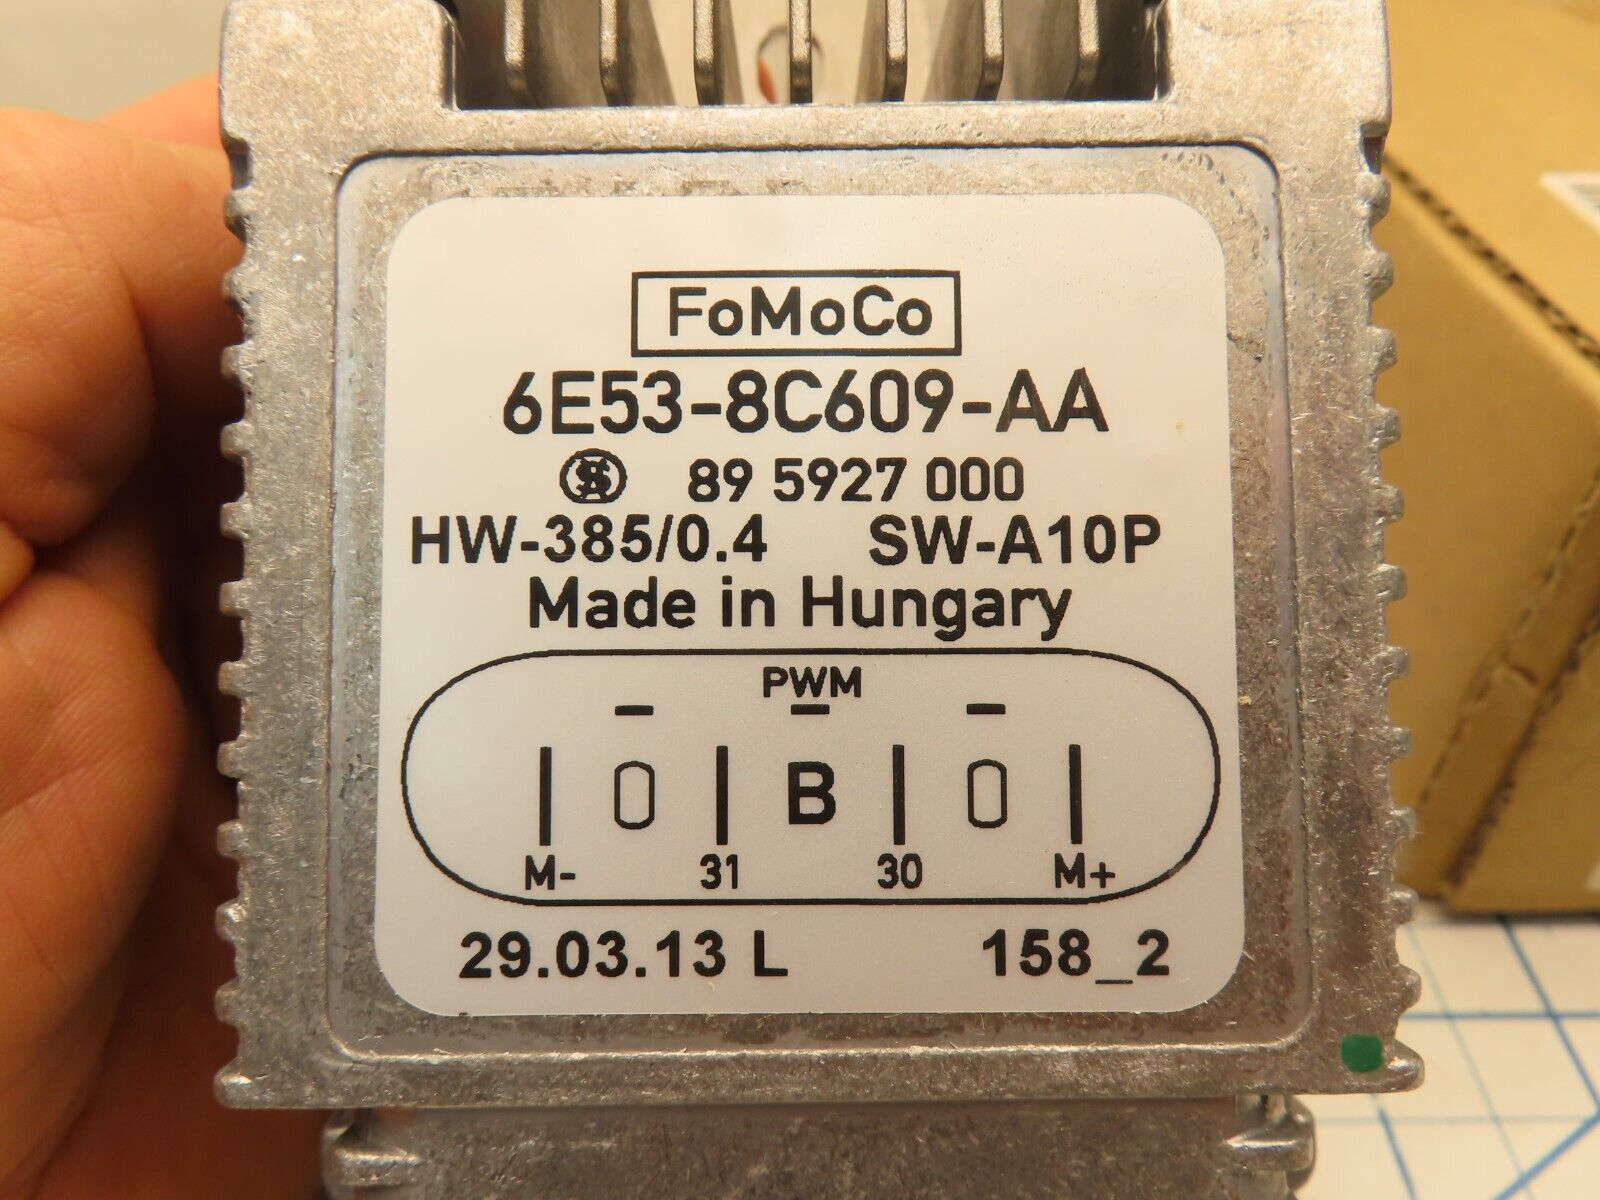 FoMoCo
6E53-8C609-AA
89 5927 000
HW-385/0.4 SW-A10P
Made in Hungary
PWM
B
M- 31 30 M+
29.03.13 L 158_2